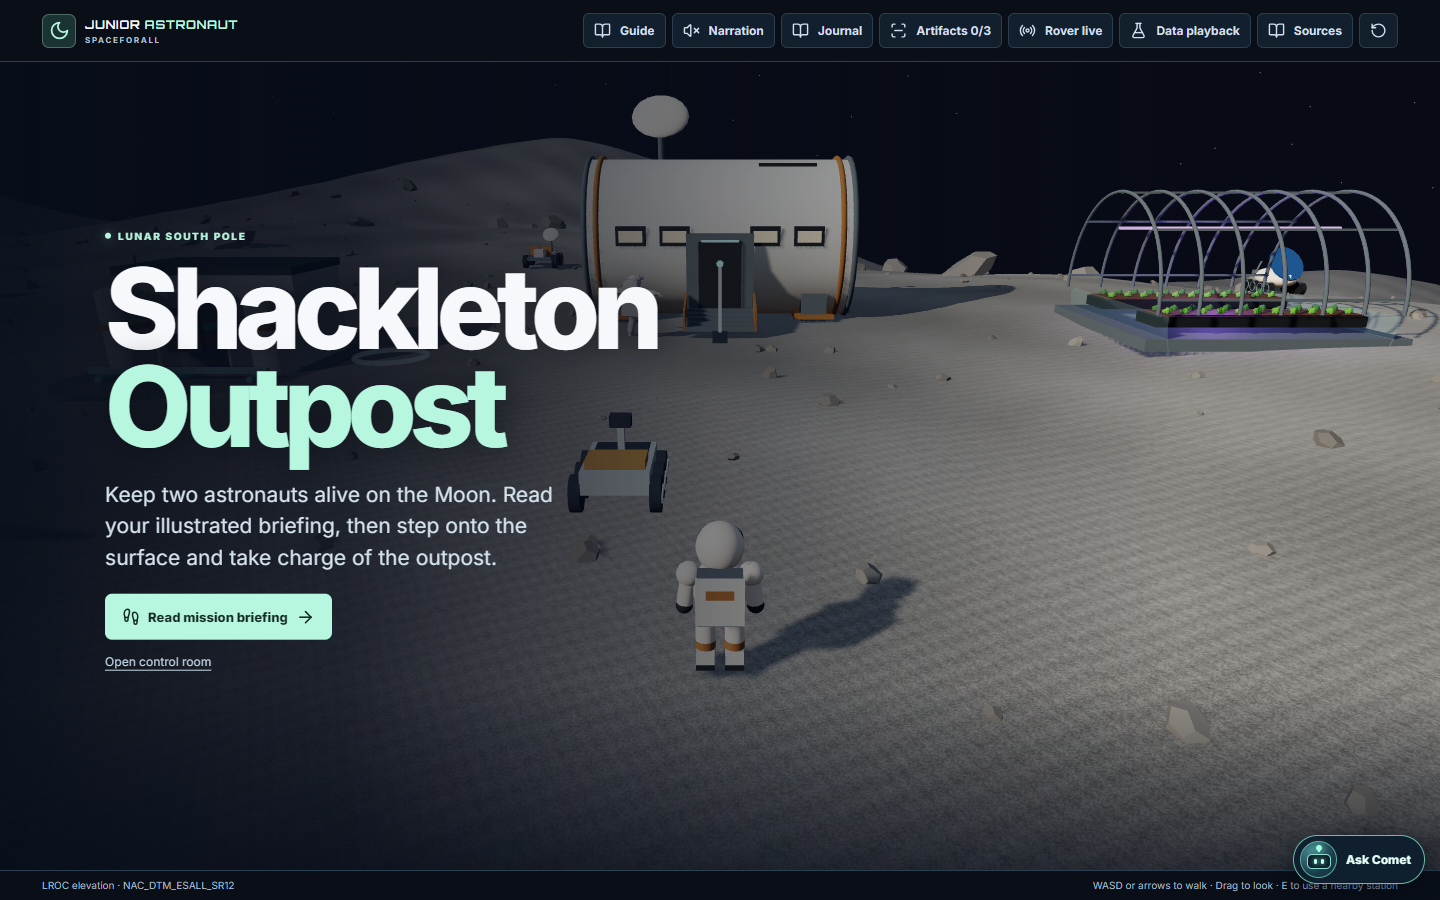 JUNIOR ASTRONAUT
SPACEFORALL
Guide
Narration
Journal
Artifacts 0/3
Rover live
Data playback
Sources
LUNAR SOUTH POLE
Shackleton
Outpost
Keep two astronauts alive on the Moon. Read
your illustrated briefing, then step onto the
surface and take charge of the outpost.
Read mission briefing
Open control room
Ask Comet
LROC elevation · NAC_DTM_ESALL_SR12
WASD or arrows to walk · Drag to look · E to use a nearby station